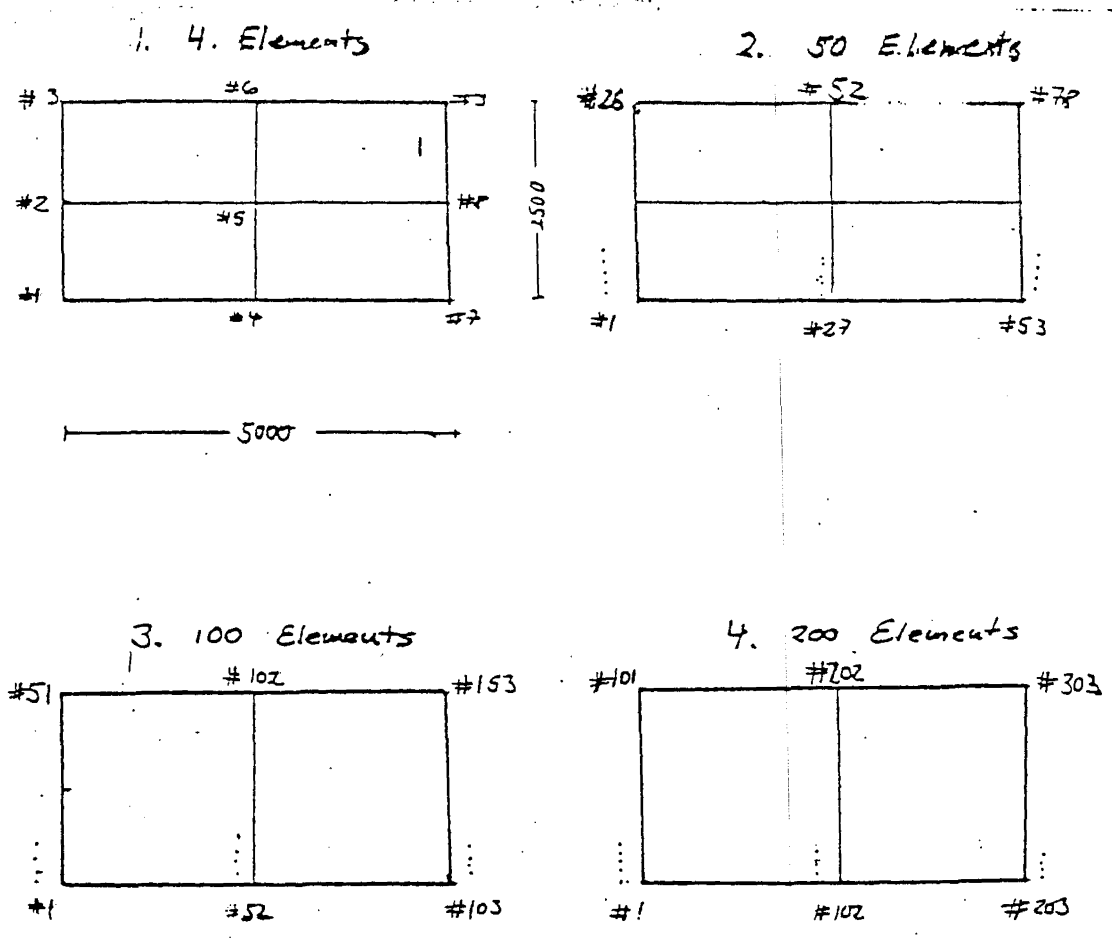 1. 4. Elements
#3 #6
#2 #5 #8
#1 #4 #7
2500
5000
2. 50 Elements
#26 #52 #78
#1 #27 #53
3. 100 Elements
#51 #102 #153
#1 #52 #103
4. 200 Elements
#101 #202 #303
#1 #102 #203